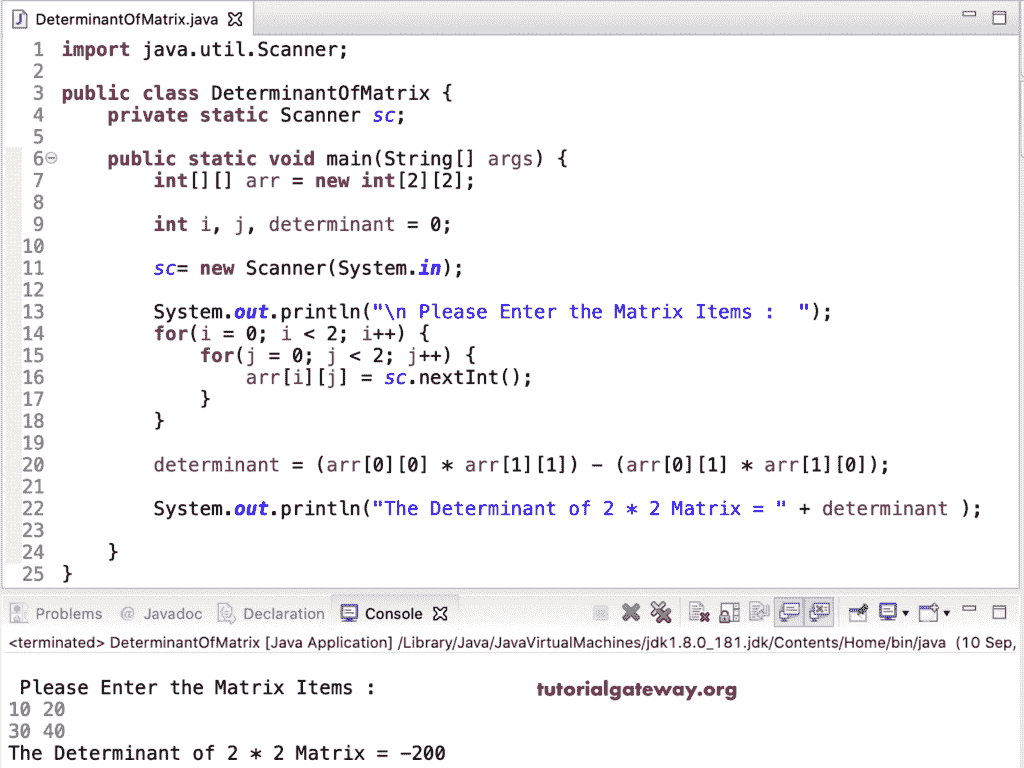 DeterminantOfMatrix.java
1 import java.util.Scanner;
2
3 public class DeterminantOfMatrix {
4     private static Scanner sc;
5
6     public static void main(String[] args) {
7         int[][] arr = new int[2][2];
8
9         int i, j, determinant = 0;
10
11         sc= new Scanner(System.in);
12
13         System.out.println("\n Please Enter the Matrix Items :  ");
14         for(i = 0; i < 2; i++) {
15             for(j = 0; j < 2; j++) {
16                 arr[i][j] = sc.nextInt();
17             }
18         }
19
20         determinant = (arr[0][0] * arr[1][1]) - (arr[0][1] * arr[1][0]);
21
22         System.out.println("The Determinant of 2 * 2 Matrix = " + determinant );
23
24     }
25 }
Problems @ Javadoc Declaration Console
<terminated> DeterminantOfMatrix [Java Application] /Library/Java/JavaVirtualMachines/jdk1.8.0_181.jdk/Contents/Home/bin/java (10 Sep,
Please Enter the Matrix Items : tutorialgateway.org
10 20
30 40
The Determinant of 2 * 2 Matrix = -200